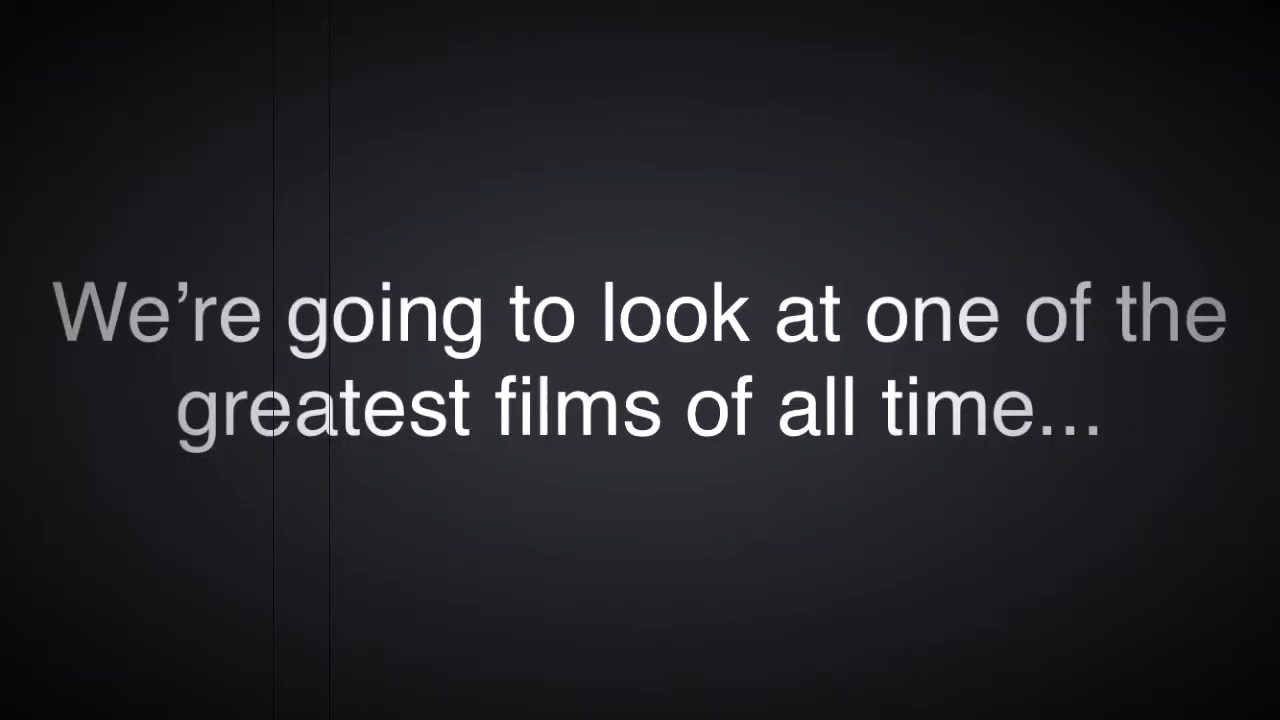 We’re going to look at one of the
greatest films of all time...